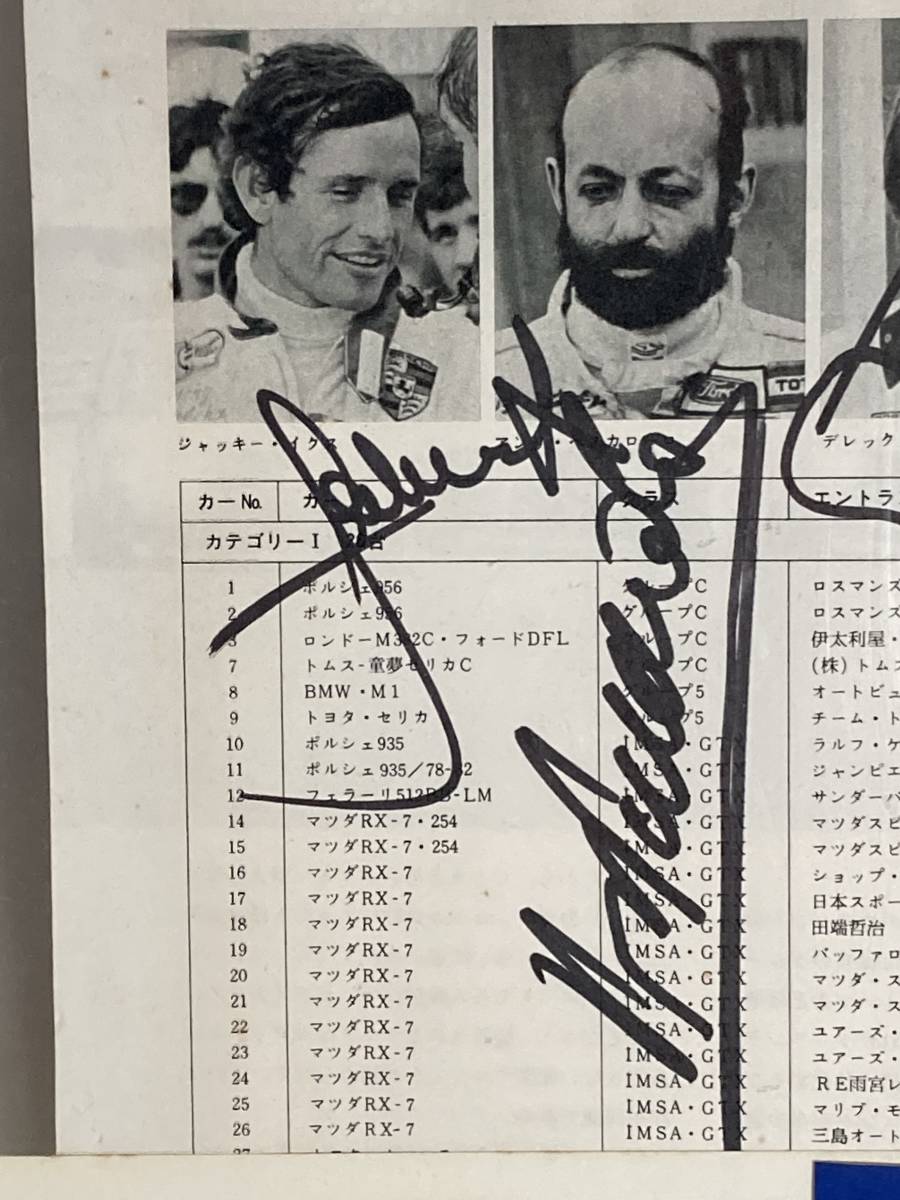 TOT
ジャッキー・イクス
デレック
カーNo. カー クラス エントラ
カテゴリーⅠ 台
1 ポルシェ956 グループC ロスマンズ
2 ポルシェ956 グループC ロスマンズ
3 ロンドーM382C・フォードDFL グループC 伊太利屋・
7 トムス-童夢セリカC グループC (株)トムス
8 BMW・M1 グループ5 オートビュ
9 トヨタ・セリカ グループ5 チーム・ト
10 ポルシェ935 IMSA・GTX ラルフ・ケ
11 ポルシェ935/78-82 IMSA・GTX ジャンピエ
12 フェラーリ512BB-LM IMSA・GTX サンダーバ
14 マツダRX-7・254 IMSA・GTX マツダスピ
15 マツダRX-7・254 IMSA・GTX マツダスピ
16 マツダRX-7 IMSA・GTX ショップ・
17 マツダRX-7 IMSA・GTX 日本スポー
18 マツダRX-7 IMSA・GTX 田端哲治
19 マツダRX-7 IMSA・GTX バッファロ
20 マツダRX-7 IMSA・GTX マツダ・ス
21 マツダRX-7 IMSA・GTX マツダ・ス
22 マツダRX-7 IMSA・GTX ユアーズ・
23 マツダRX-7 IMSA・GTX ユアーズ・
24 マツダRX-7 IMSA・GTX RE雨宮レ
25 マツダRX-7 IMSA・GTX マリブ・モ
26 マツダRX-7 IMSA・GTX 三島オート